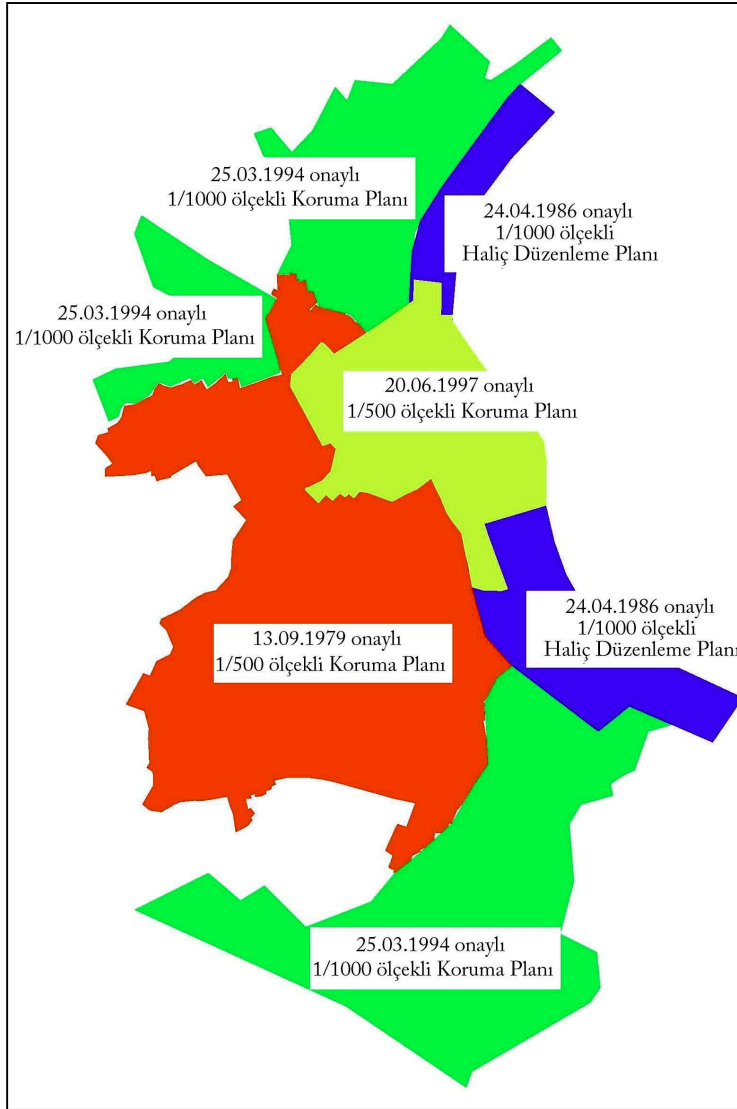 25.03.1994 onaylı
1/1000 ölçekli Koruma Planı
24.04.1986 onaylı
1/1000 ölçekli
Haliç Düzenleme Planı
25.03.1994 onaylı
1/1000 ölçekli Koruma Planı
20.06.1997 onaylı
1/500 ölçekli Koruma Planı
24.04.1986 onaylı
1/1000 ölçekli
Haliç Düzenleme Planı
13.09.1979 onaylı
1/500 ölçekli Koruma Planı
25.03.1994 onaylı
1/1000 ölçekli Koruma Planı